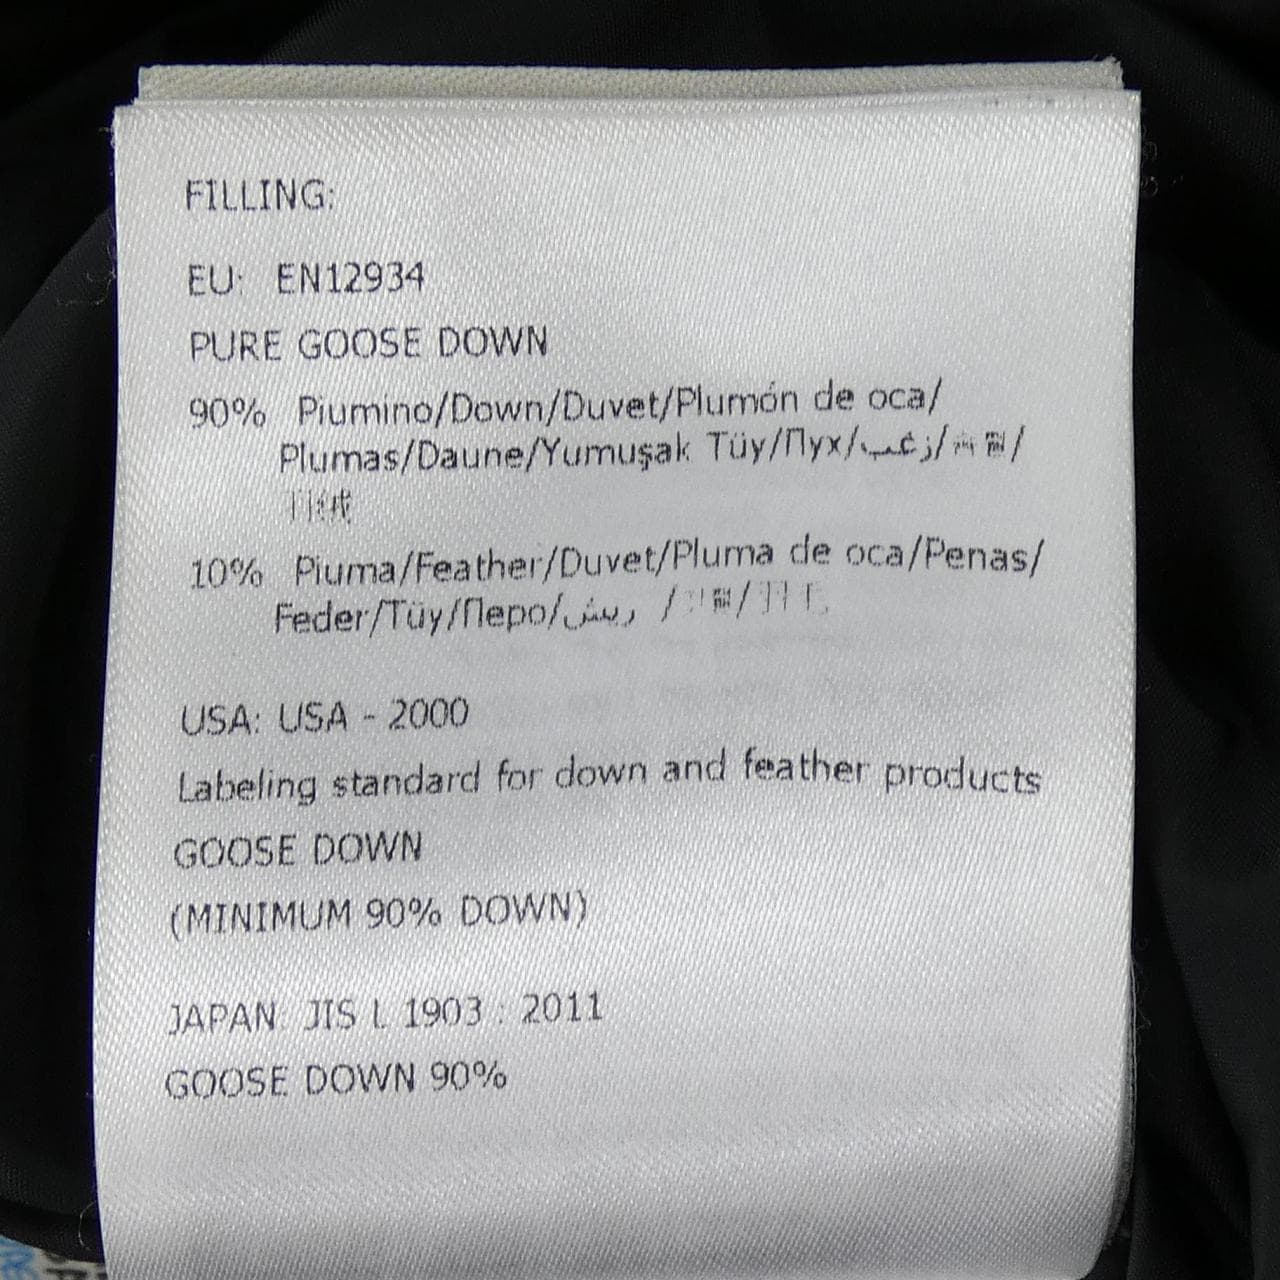 FILLING:
EU: EN12934
PURE GOOSE DOWN
90% Piumino/Down/Duvet/Plumón de oca/
Plumas/Daune/Yumuşak Tüy/Пух/زغب/
10% Piuma/Feather/Duvet/Pluma de oca/Penas/
Feder/Tüy/Перо/ريش /
USA: USA - 2000
Labeling standard for down and feather products
GOOSE DOWN
(MINIMUM 90% DOWN)
JAPAN: JIS L 1903 : 2011
GOOSE DOWN 90%